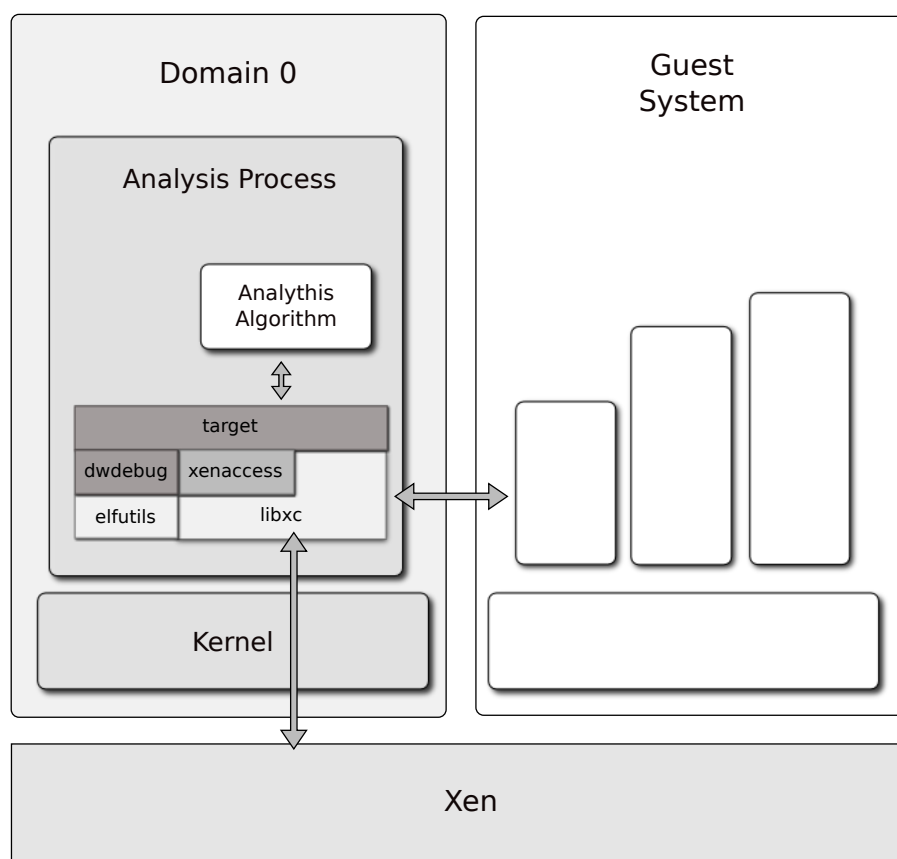 Domain 0
Guest
System
Analysis Process
Analythis
Algorithm
target
dwdebug
xenaccess
elfutils
libxc
Kernel
Xen